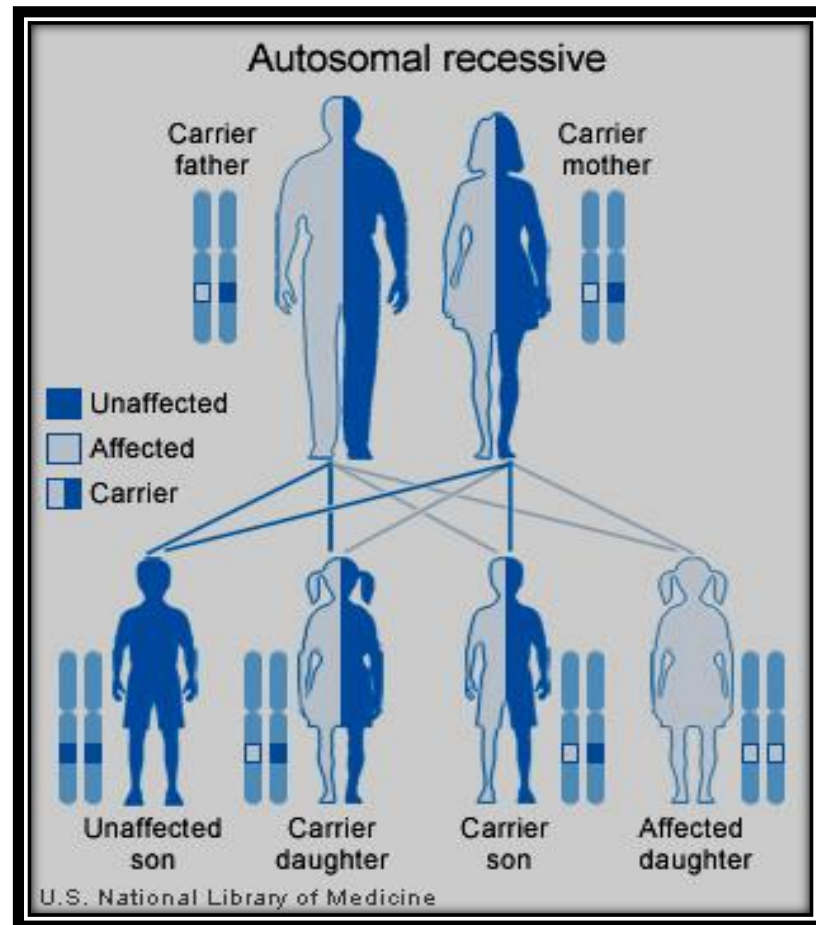 Autosomal recessive
Carrier
father
Carrier
mother
Unaffected
Affected
Carrier
Unaffected
son
Carrier
daughter
Carrier
son
Affected
daughter
U.S. National Library of Medicine